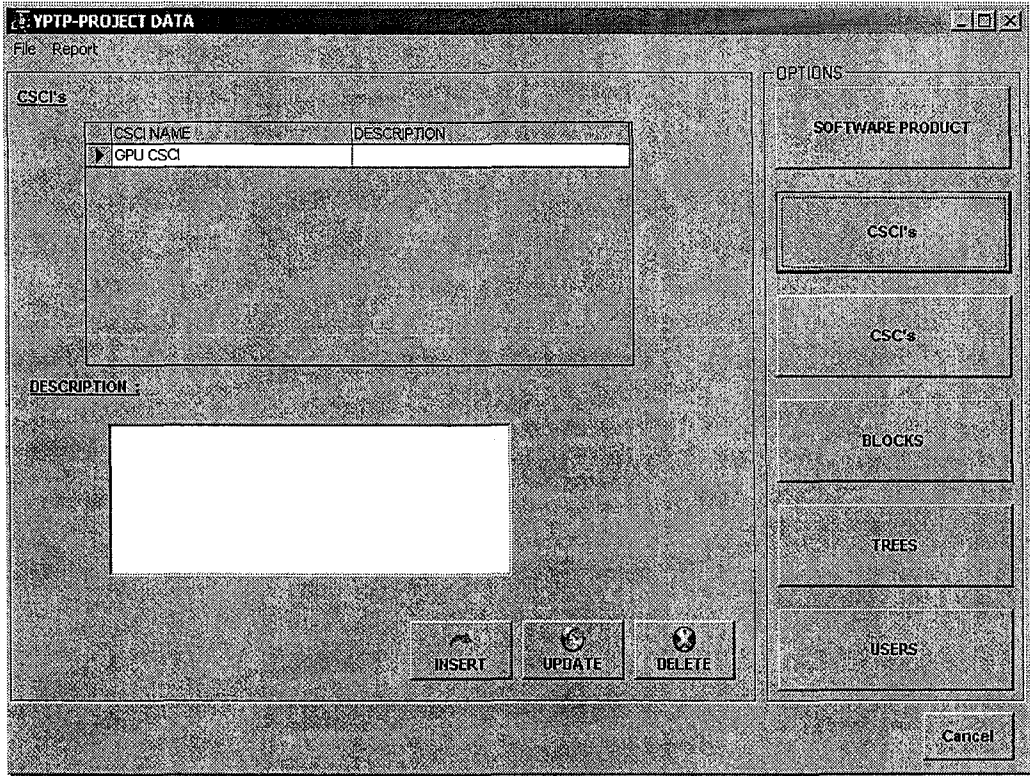 YPTP-PROJECT DATA
File Report
CSCI's
CSCI NAME DESCRIPTION
GPU CSCI
DESCRIPTION :
INSERT UPDATE DELETE
OPTIONS
SOFTWARE PRODUCT
CSCI's
CSC's
BLOCKS
TREES
USERS
Cancel